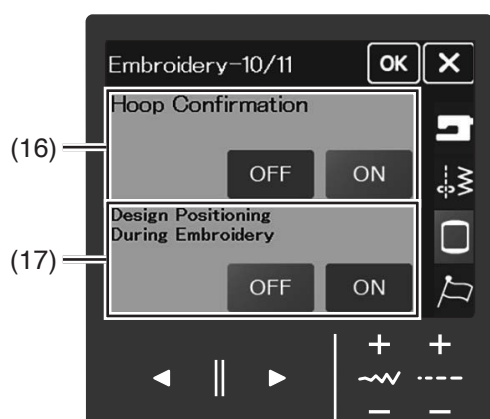 Embroidery-10/11 OK
Hoop Confirmation
(16)
OFF ON
Design Positioning
During Embroidery
(17)
OFF ON